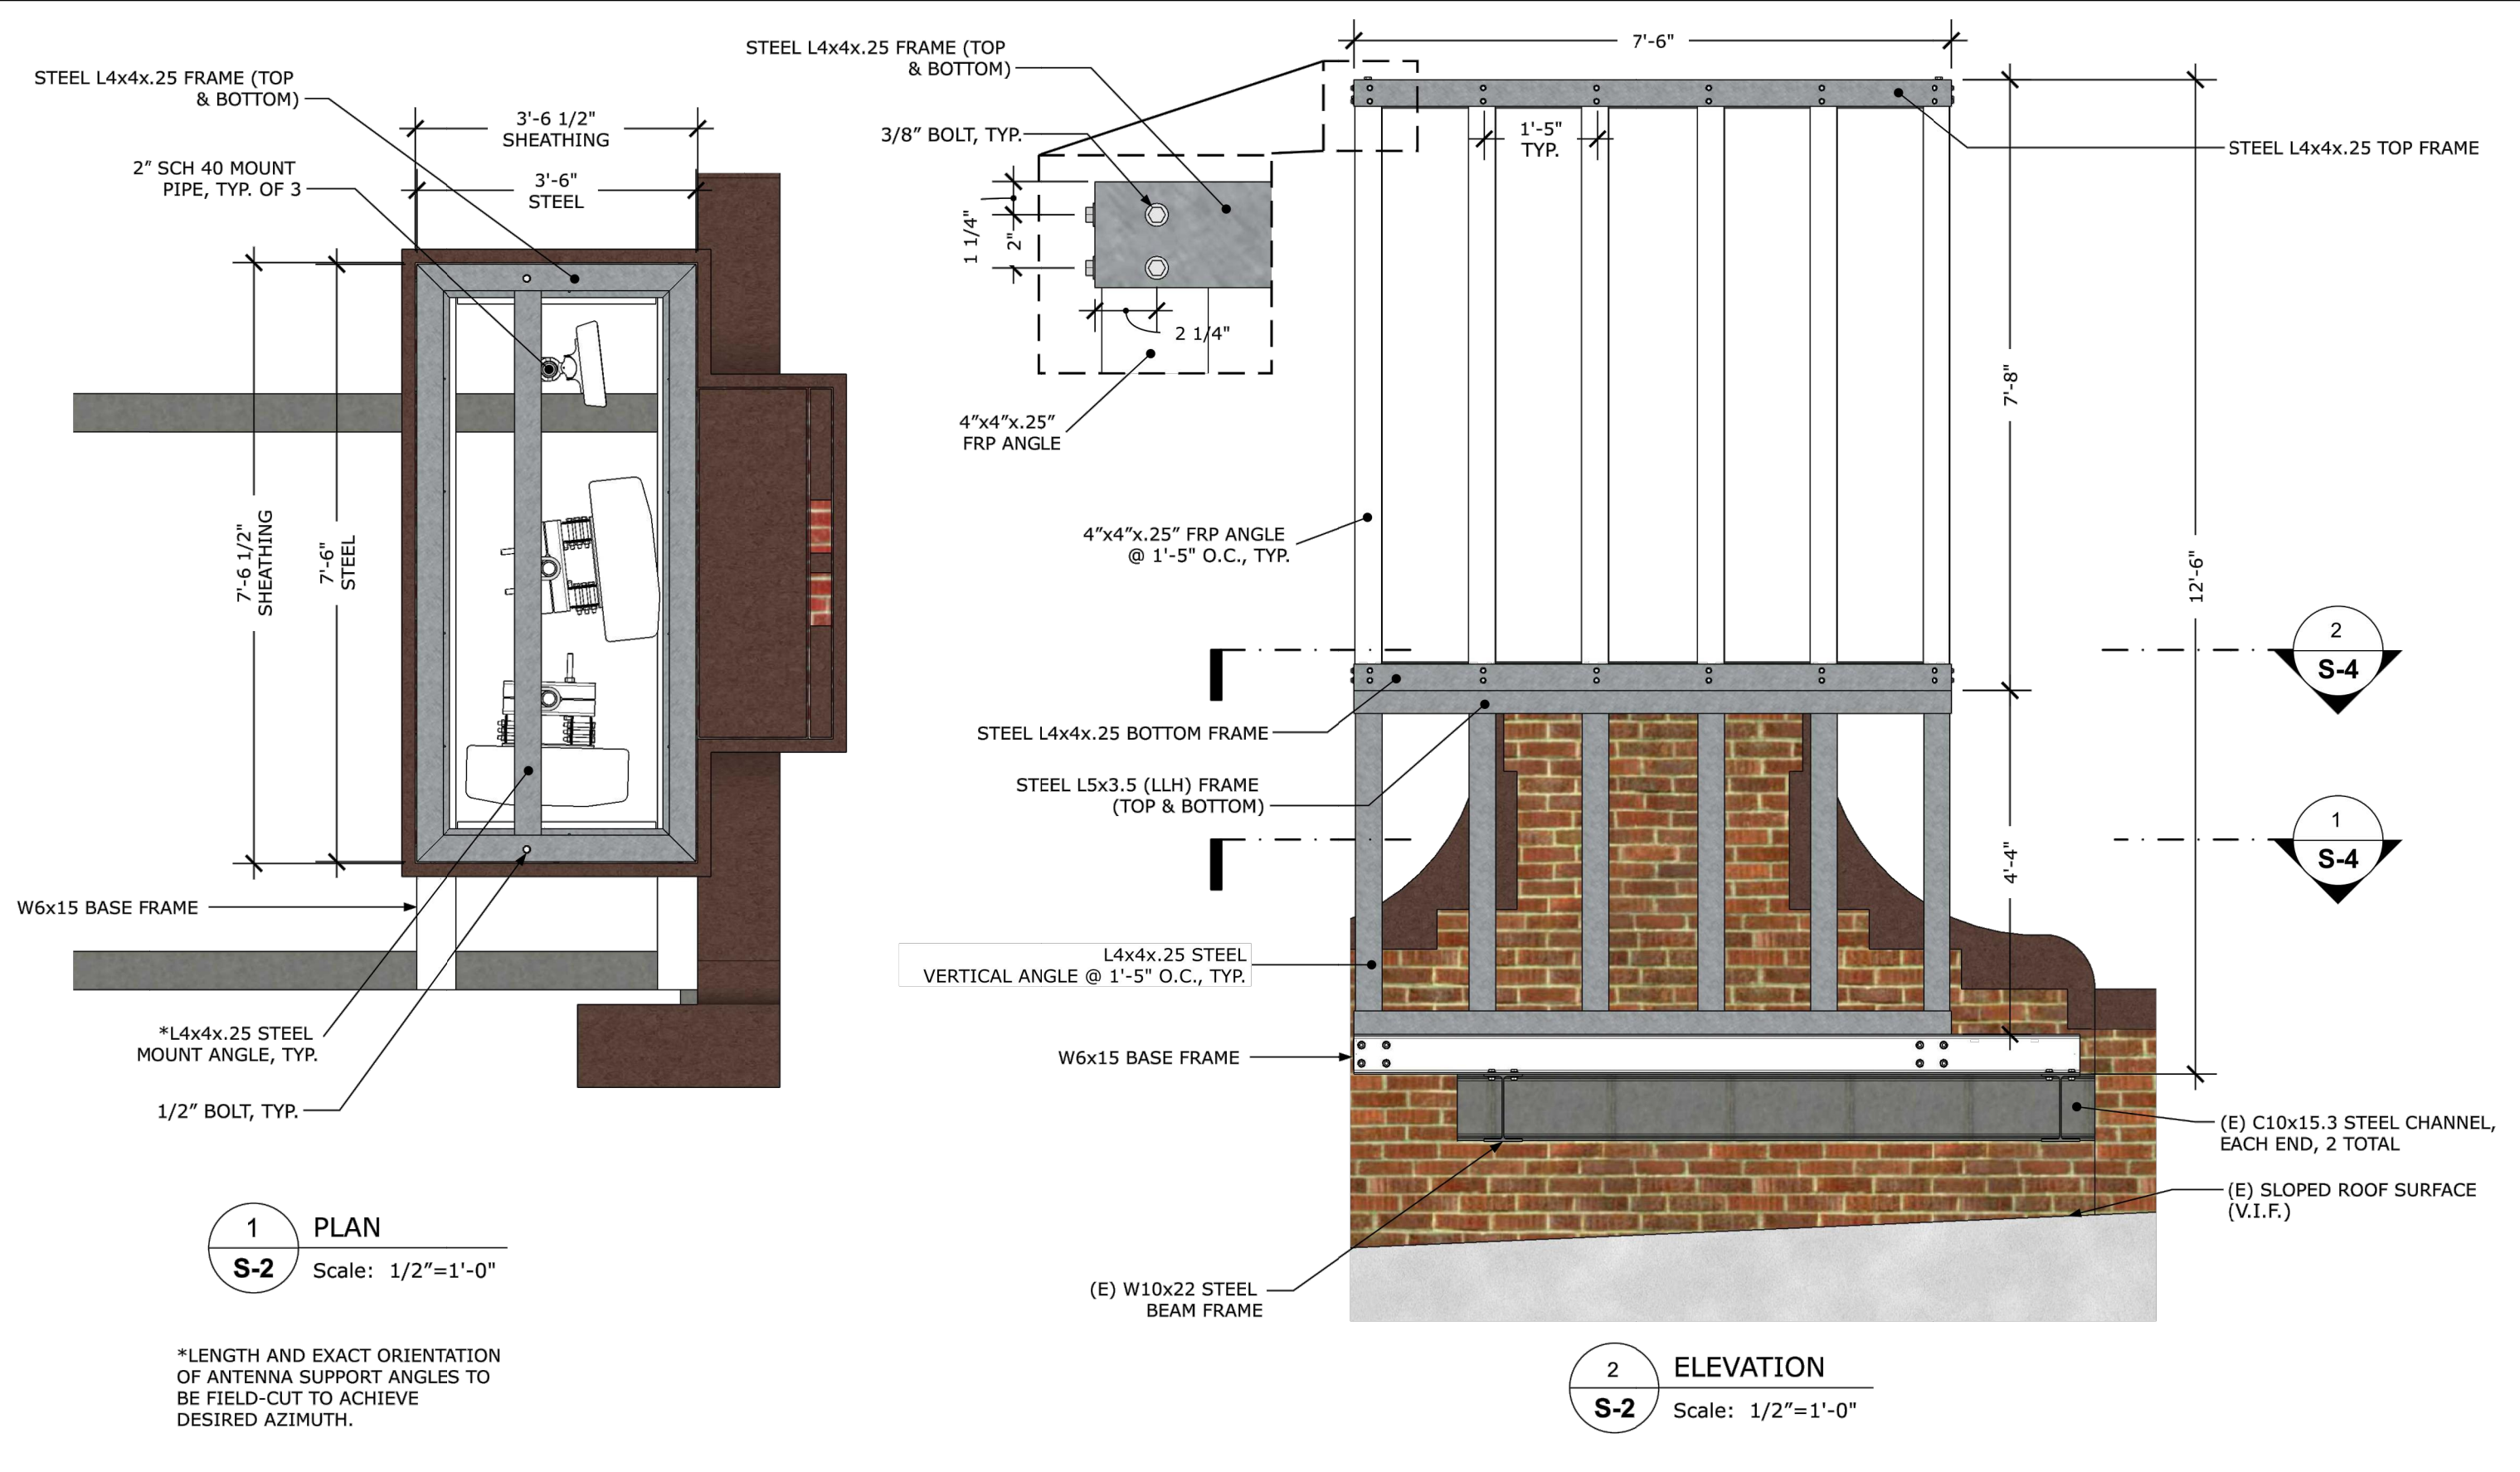 STEEL L4x4x.25 FRAME (TOP
& BOTTOM)
3'-6 1/2"
SHEATHING
2” SCH 40 MOUNT
PIPE, TYP. OF 3
3'-6"
STEEL
7'-6 1/2"
SHEATHING
7'-6"
STEEL
W6x15 BASE FRAME
*L4x4x.25 STEEL
MOUNT ANGLE, TYP.
1/2” BOLT, TYP.
1
S-2
PLAN
Scale: 1/2”=1'-0"
*LENGTH AND EXACT ORIENTATION
OF ANTENNA SUPPORT ANGLES TO
BE FIELD-CUT TO ACHIEVE
DESIRED AZIMUTH.
STEEL L4x4x.25 FRAME (TOP
& BOTTOM)
3/8” BOLT, TYP.
1 1/4"
2"
2 1/4"
4”x4”x.25”
FRP ANGLE
7'-6"
1'-5"
TYP.
STEEL L4x4x.25 TOP FRAME
7'-8"
12'-6"
4”x4”x.25” FRP ANGLE
@ 1'-5" O.C., TYP.
2
S-4
STEEL L4x4x.25 BOTTOM FRAME
STEEL L5x3.5 (LLH) FRAME
(TOP & BOTTOM)
1
S-4
4'-4"
L4x4x.25 STEEL
VERTICAL ANGLE @ 1'-5" O.C., TYP.
W6x15 BASE FRAME
(E) C10x15.3 STEEL CHANNEL,
EACH END, 2 TOTAL
(E) SLOPED ROOF SURFACE
(V.I.F.)
(E) W10x22 STEEL
BEAM FRAME
2
S-2
ELEVATION
Scale: 1/2”=1'-0"